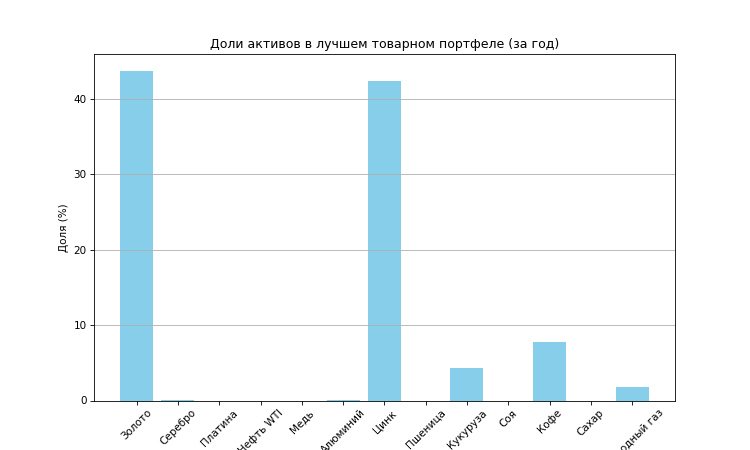 Доли активов в лучшем товарном портфеле (за год)
Доля (%)
40
30
20
10
0
Золото
Серебро
Платина
Нефть WTI
Медь
Алюминий
Цинк
Пшеница
Кукуруза
Соя
Кофе
Сахар
газ